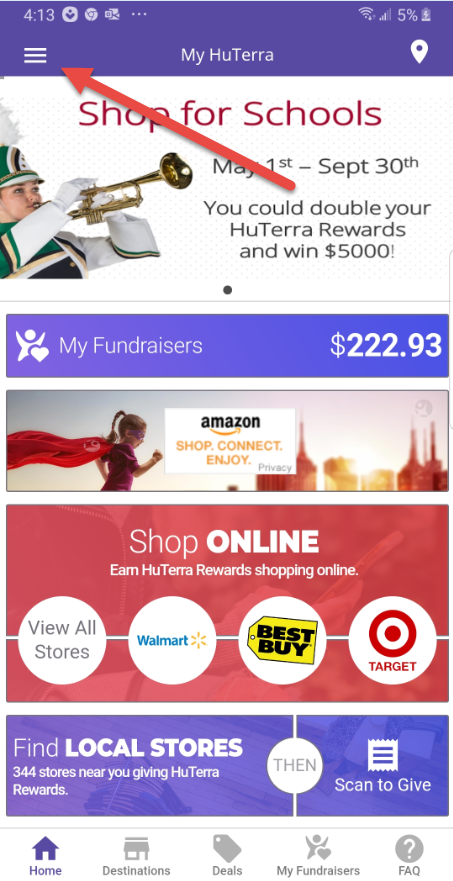 4:13
5%
My HuTerra
Shop for Schools
May 1st – Sept 30th
You could double your
HuTerra Rewards
and win $5000!
My Fundraisers
$222.93
amazon
SHOP. CONNECT.
ENJOY.
Privacy
Shop ONLINE
Earn HuTerra Rewards shopping online.
View All
Stores
Walmart
BEST
BUY
TARGET
Find LOCAL STORES
344 stores near you giving HuTerra
Rewards.
THEN
Scan to Give
Home
Destinations
Deals
My Fundraisers
FAQ